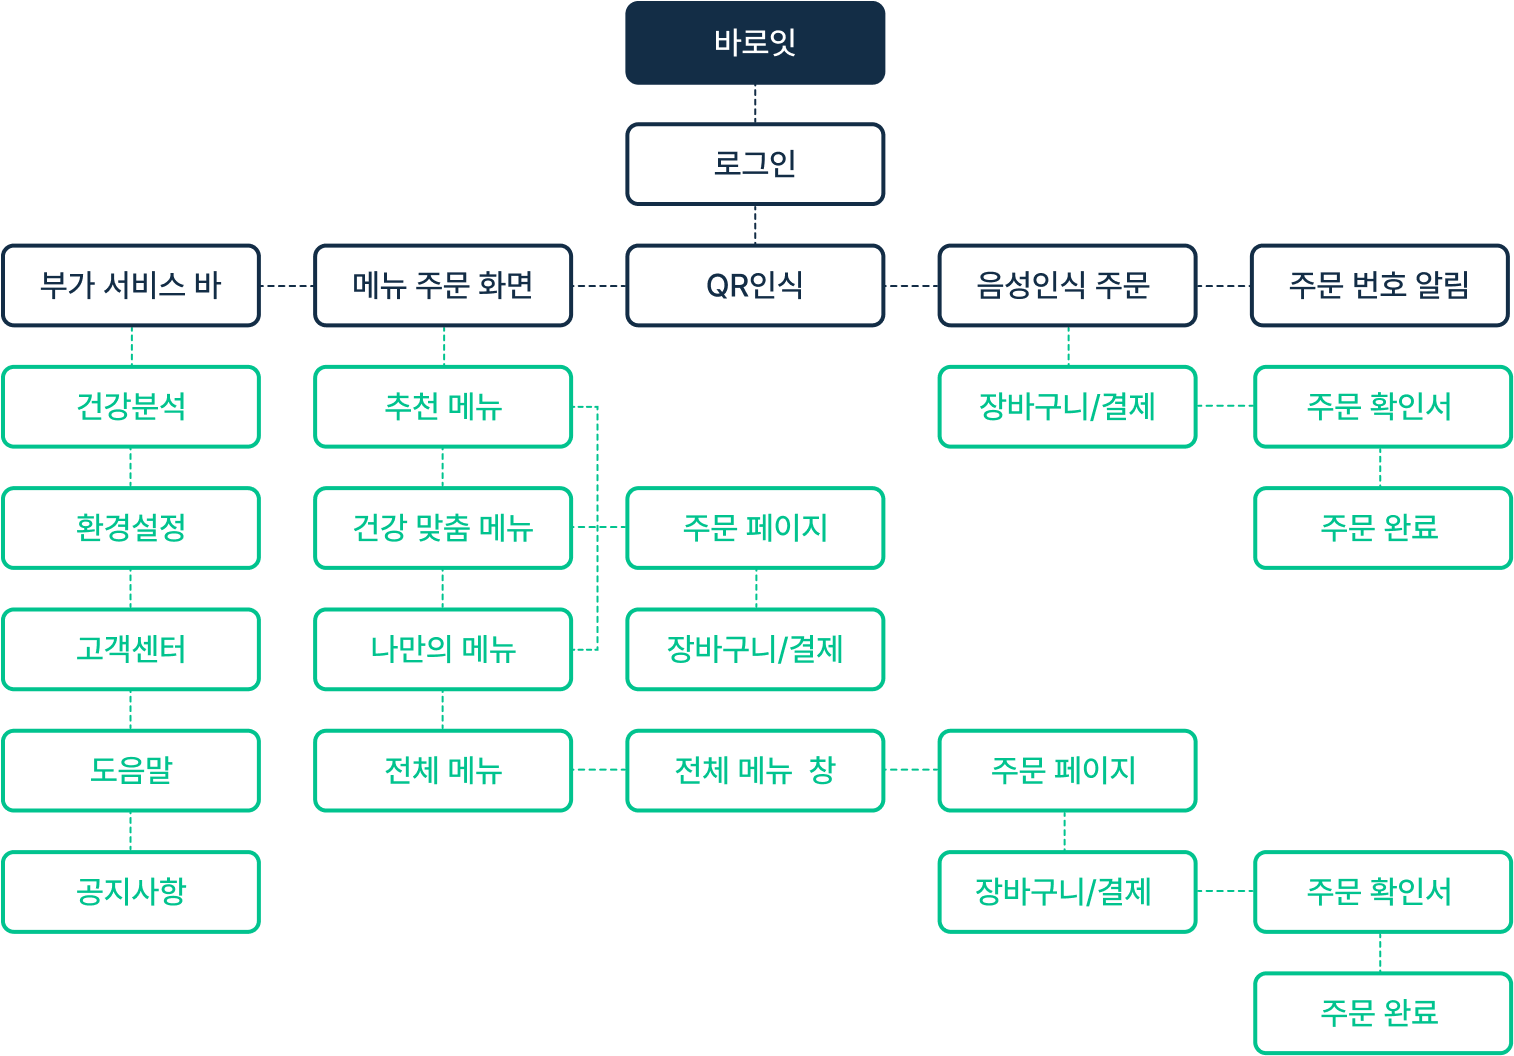 바로잇
로그인
부가 서비스 바
메뉴 주문 화면
QR인식
음성인식 주문
주문 번호 알림
건강분석
추천 메뉴
장바구니/결제
주문 확인서
환경설정
건강 맞춤 메뉴
주문 페이지
주문 완료
고객센터
나만의 메뉴
장바구니/결제
도움말
전체 메뉴
전체 메뉴  창
주문 페이지
공지사항
장바구니/결제
주문 확인서
주문 완료